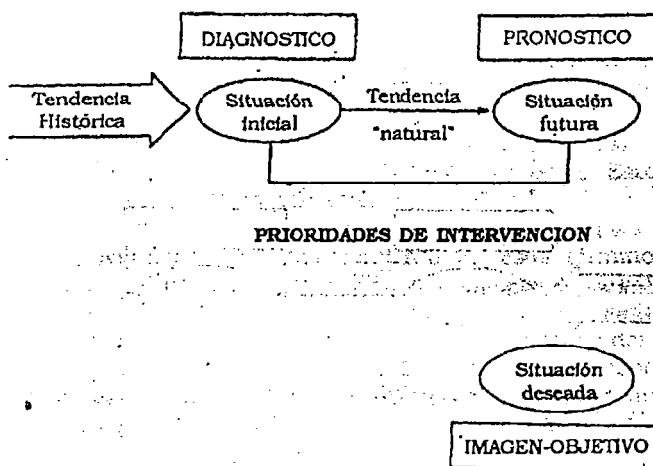 DIAGNOSTICO
PRONOSTICO
Tendencia
Histórica
Situación
inicial
Tendencia
"natural"
Situación
futura
PRIORIDADES DE INTERVENCION
Situación
deseada
IMAGEN-OBJETIVO